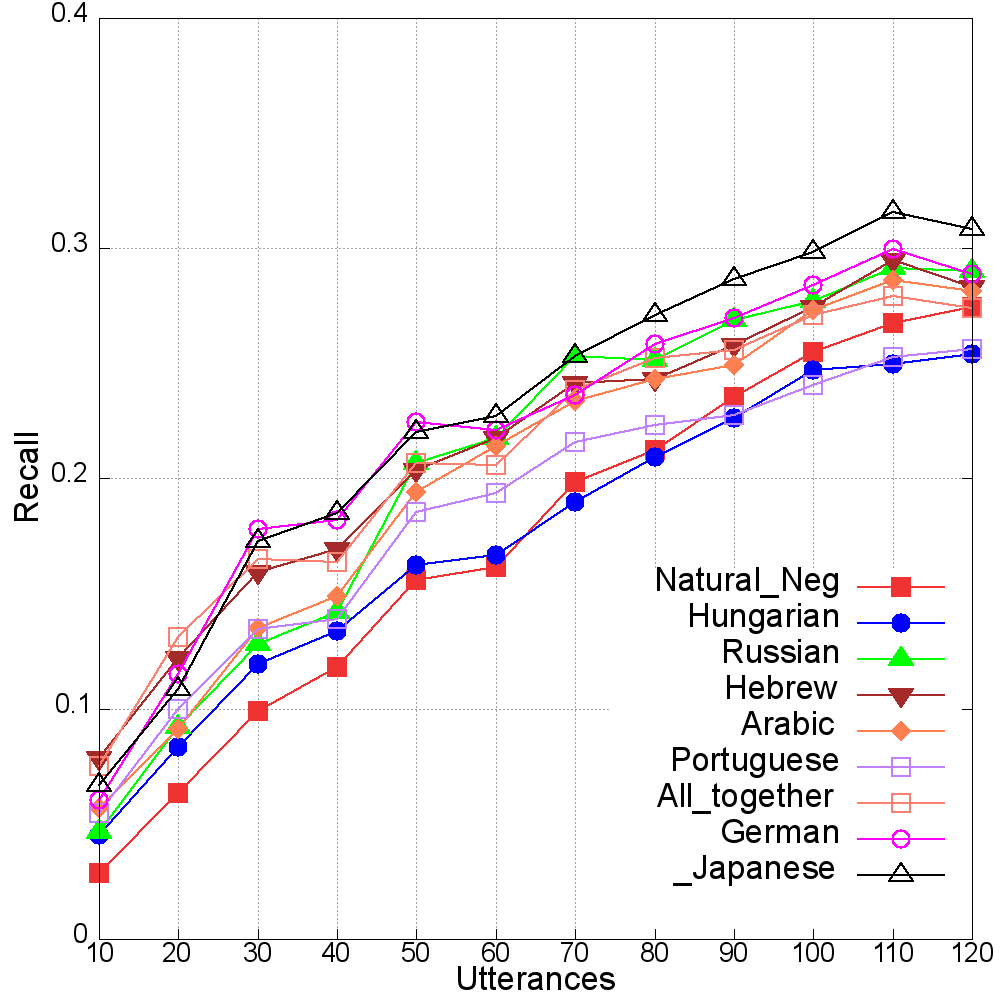 0.4
0.3
0.2
0.1
0
Recall
Natural_Neg
Hungarian
Russian
Hebrew
Arabic
Portuguese
All_together
German
_Japanese
10 20 30 40 50 60 70 80 90 100 110 120
Utterances